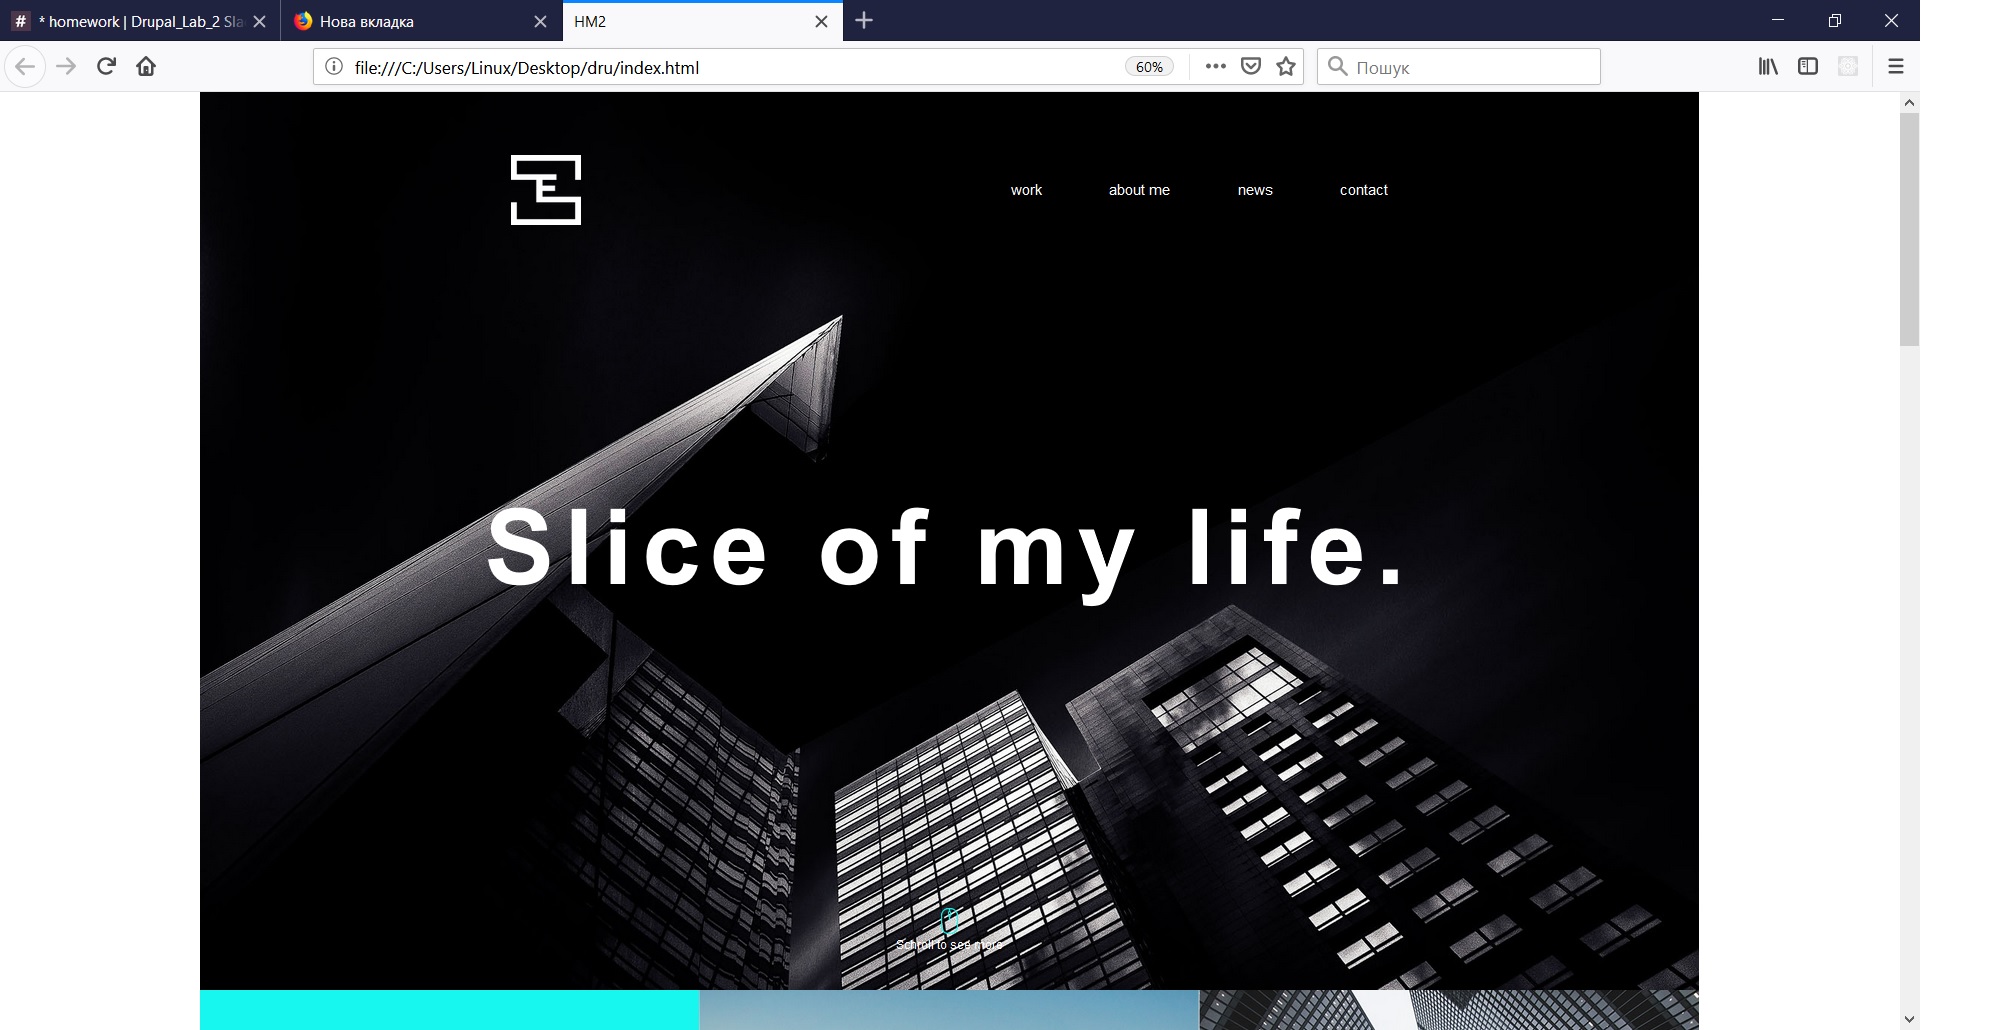 # * homework | Drupal_Lab_2 Sla
Нова вкладка
HM2
file:///C:/Users/Linux/Desktop/dru/index.html
60%
Пошук
E
work about me news contact
Slice of my life.
Scroll to see more